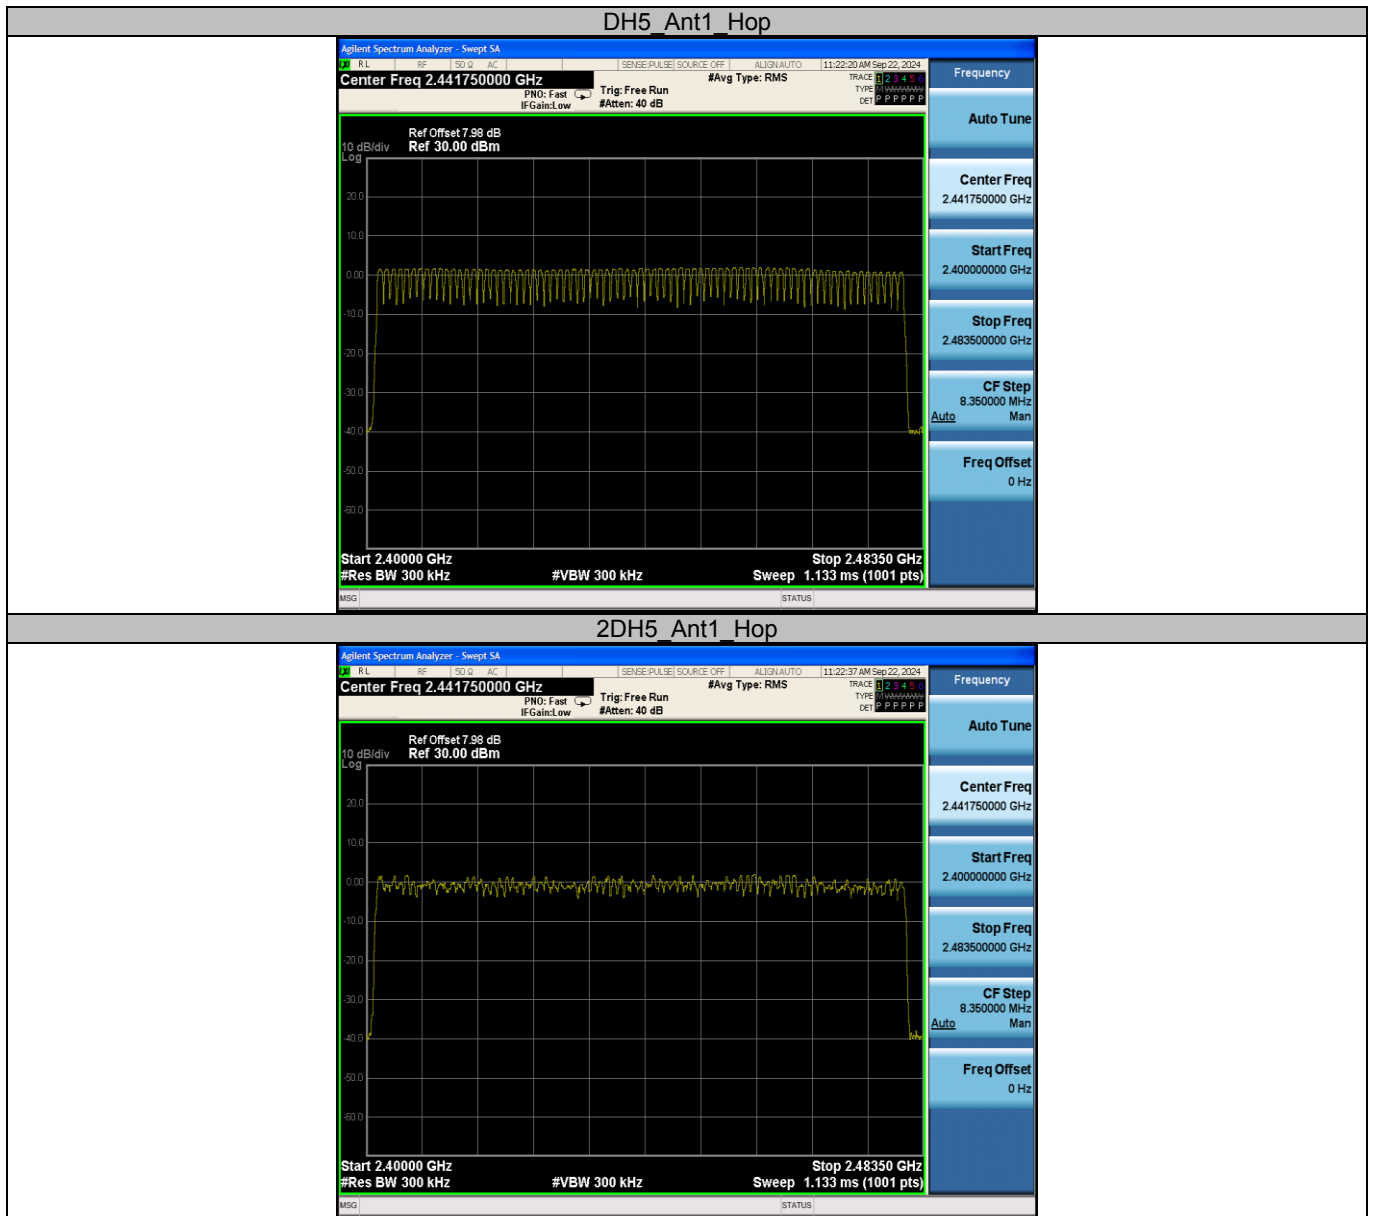 DH5_Ant1_Hop
Agilent Spectrum Analyzer - Swept SA
RL RF 50 Ω AC SENSE:PULSE SOURCE OFF ALIGN AUTO 11:22:20 AM Sep 22, 2024
Center Freq 2.441750000 GHz
PNO: Fast
IFGain:Low
Trig: Free Run
#Atten: 40 dB
#Avg Type: RMS
TRACE 1 2 3 4 5 6
TYPE M
DET P P P P P P
Frequency
Auto Tune
Center Freq
2.441750000 GHz
Start Freq
2.400000000 GHz
Stop Freq
2.483500000 GHz
CF Step
8.350000 MHz
Auto Man
Freq Offset
0 Hz
Ref Offset 7.98 dB
10 dB/div Ref 30.00 dBm
Log
20.0
10.0
0.00
-10.0
-20.0
-30.0
-40.0
-50.0
-60.0
Start 2.40000 GHz Stop 2.48350 GHz
#Res BW 300 kHz #VBW 300 kHz Sweep 1.133 ms (1001 pts)
MSG STATUS
2DH5_Ant1_Hop
Agilent Spectrum Analyzer - Swept SA
RL RF 50 Ω AC SENSE:PULSE SOURCE OFF ALIGN AUTO 11:22:37 AM Sep 22, 2024
Center Freq 2.441750000 GHz
PNO: Fast
IFGain:Low
Trig: Free Run
#Atten: 40 dB
#Avg Type: RMS
TRACE 1 2 3 4 5 6
TYPE M
DET P P P P P P
Frequency
Auto Tune
Center Freq
2.441750000 GHz
Start Freq
2.400000000 GHz
Stop Freq
2.483500000 GHz
CF Step
8.350000 MHz
Auto Man
Freq Offset
0 Hz
Ref Offset 7.98 dB
10 dB/div Ref 30.00 dBm
Log
20.0
10.0
0.00
-10.0
-20.0
-30.0
-40.0
-50.0
-60.0
Start 2.40000 GHz Stop 2.48350 GHz
#Res BW 300 kHz #VBW 300 kHz Sweep 1.133 ms (1001 pts)
MSG STATUS